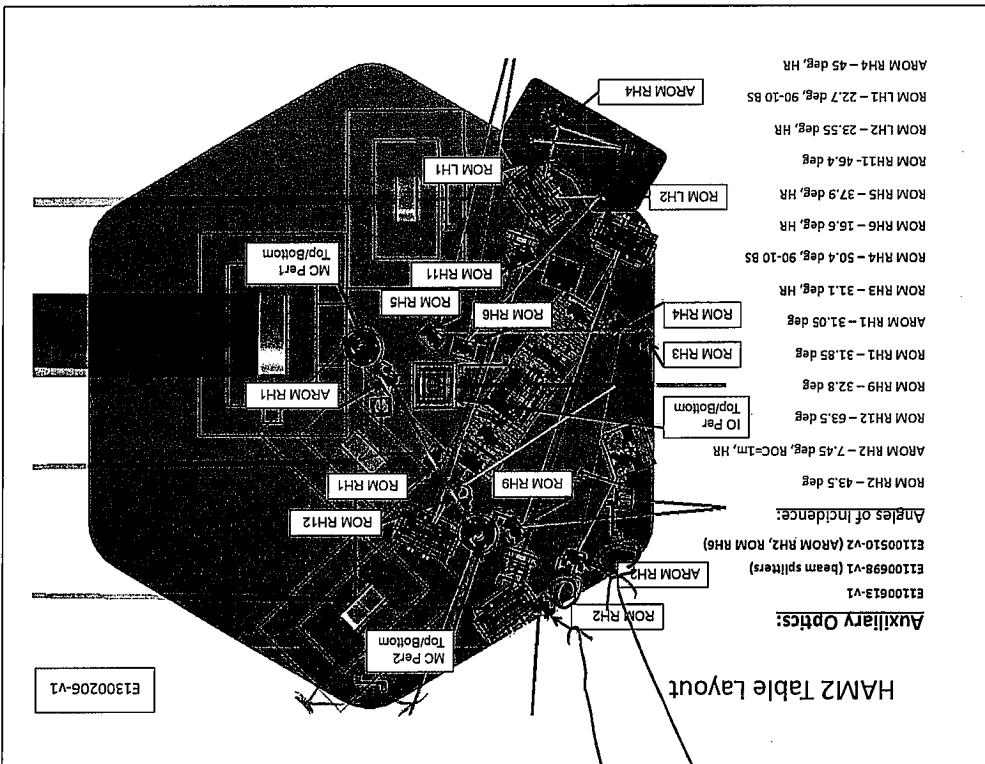 HAM2 Table Layout
E1300206-v1
Auxiliary Optics:
E1100613-v1
E1100698-v1 (beam splitters)
E1100510-v2 (AROM RH2, ROM RH6)
Angles of Incidence:
ROM RH2 – 43.5 deg
AROM RH2 – 7.45 deg, ROC=1m, HR
ROM RH12 – 63.5 deg
ROM RH9 – 32.8 deg
ROM RH1 – 31.85 deg
AROM RH1 – 31.05 deg
ROM RH3 – 31.1 deg, HR
ROM RH4 – 50.4 deg, 90-10 BS
ROM RH6 – 15.6 deg, HR
ROM RH5 – 37.9 deg, HR
ROM RH11- 46.4 deg
ROM LH2 – 23.55 deg, HR
ROM LH1 – 22.7 deg, 90-10 BS
AROM RH4 – 45 deg, HR
MC Per2
Top/Bottom
ROM RH2
AROM RH2
ROM RH12
ROM RH9
ROM RH1
IO Per
Top/Bottom
AROM RH1
ROM RH3
ROM RH4
ROM RH6
ROM RH5
ROM RH11
MC Per1
Top/Bottom
ROM LH2
ROM LH1
AROM RH4